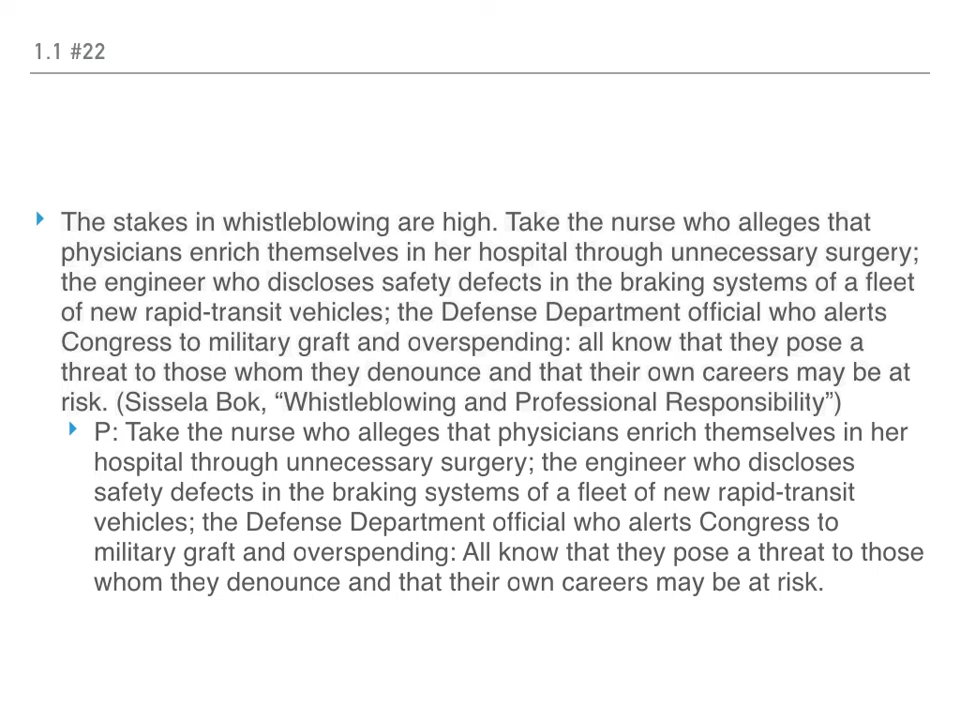 1.1 #22
The stakes in whistleblowing are high. Take the nurse who alleges that
physicians enrich themselves in her hospital through unnecessary surgery;
the engineer who discloses safety defects in the braking systems of a fleet
of new rapid-transit vehicles; the Defense Department official who alerts
Congress to military graft and overspending: all know that they pose a
threat to those whom they denounce and that their own careers may be at
risk. (Sissela Bok, “Whistleblowing and Professional Responsibility”)
P: Take the nurse who alleges that physicians enrich themselves in her
hospital through unnecessary surgery; the engineer who discloses
safety defects in the braking systems of a fleet of new rapid-transit
vehicles; the Defense Department official who alerts Congress to
military graft and overspending: All know that they pose a threat to those
whom they denounce and that their own careers may be at risk.